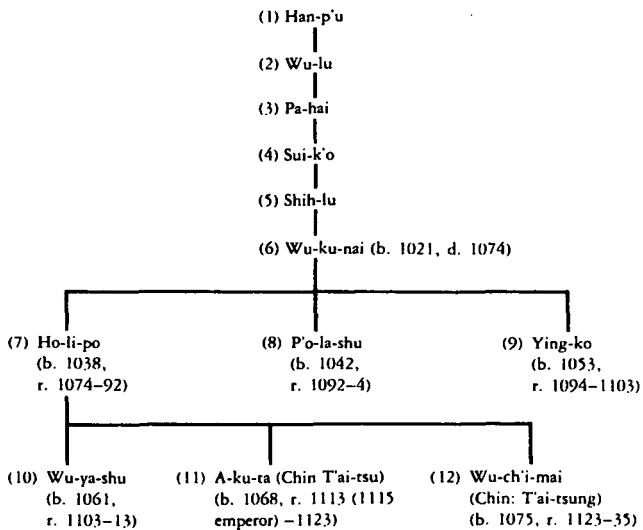 (1) Han-p'u
(2) Wu-lu
(3) Pa-hai
(4) Sui-k'o
(5) Shih-lu
(6) Wu-ku-nai (b. 1021, d. 1074)
(7) Ho-li-po
(b. 1038,
r. 1074–92)
(8) P'o-la-shu
(b. 1042,
r. 1092–4)
(9) Ying-ko
(b. 1053,
r. 1094–1103)
(10) Wu-ya-shu
(b. 1061,
r. 1103–13)
(11) A-ku-ta (Chin T'ai-tsu)
(b. 1068, r. 1113 (1115
emperor) –1123)
(12) Wu-ch'i-mai
(Chin: T'ai-tsung)
(b. 1075, r. 1123–35)